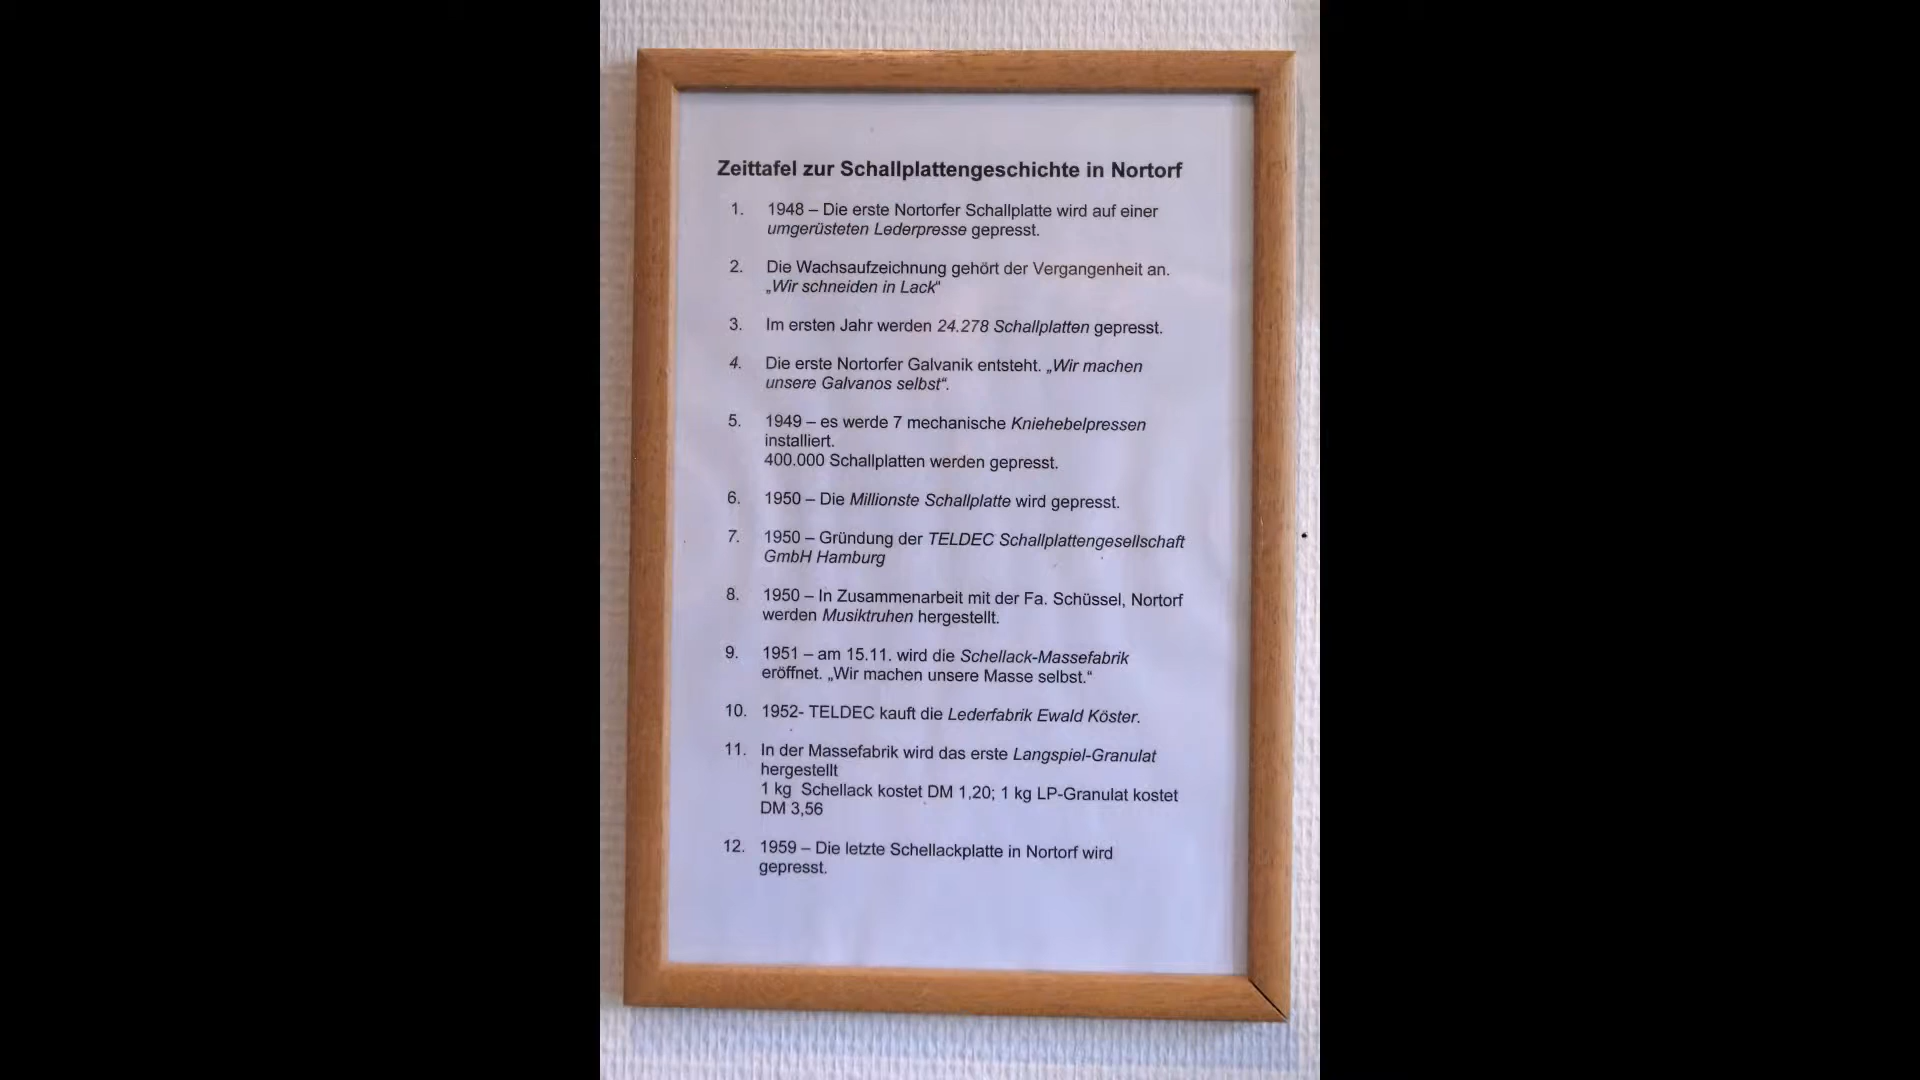 Zeittafel zur Schallplattengeschichte in Nortorf
1. 1948 – Die erste Nortorfer Schallplatte wird auf einer
umgerüsteten Lederpresse gepresst.
2. Die Wachsaufzeichnung gehört der Vergangenheit an.
„Wir schneiden in Lack“
3. Im ersten Jahr werden 24.278 Schallplatten gepresst.
4. Die erste Nortorfer Galvanik entsteht. „Wir machen
unsere Galvanos selbst“.
5. 1949 – es werde 7 mechanische Kniehebelpressen
installiert.
400.000 Schallplatten werden gepresst.
6. 1950 – Die Millionste Schallplatte wird gepresst.
7. 1950 – Gründung der TELDEC Schallplattengesellschaft
GmbH Hamburg
8. 1950 – In Zusammenarbeit mit der Fa. Schüssel, Nortorf
werden Musiktruhen hergestellt.
9. 1951 – am 15.11. wird die Schellack-Massefabrik
eröffnet. „Wir machen unsere Masse selbst.“
10. 1952- TELDEC kauft die Lederfabrik Ewald Köster.
11. In der Massefabrik wird das erste Langspiel-Granulat
hergestellt
1 kg Schellack kostet DM 1,20; 1 kg LP-Granulat kostet
DM 3,56
12. 1959 – Die letzte Schellackplatte in Nortorf wird
gepresst.